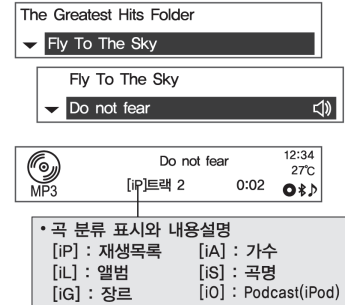 The Greatest Hits Folder
Fly To The Sky
Fly To The Sky
Do not fear
Do not fear
12:34
27℃
MP3
[iP]트랙 2
0:02
• 곡 분류 표시와 내용설명
[iP] : 재생목록 [iA] : 가수
[iL] : 앨범 [iS] : 곡명
[iG] : 장르 [iO] : Podcast(iPod)